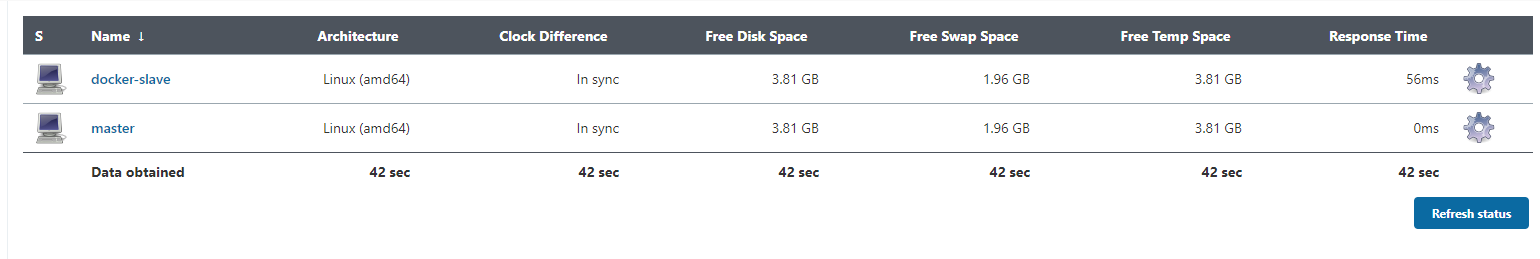 S Name ↓ Architecture Clock Difference Free Disk Space Free Swap Space Free Temp Space Response Time
docker-slave Linux (amd64) In sync 3.81 GB 1.96 GB 3.81 GB 56ms
master Linux (amd64) In sync 3.81 GB 1.96 GB 3.81 GB 0ms
Data obtained 42 sec 42 sec 42 sec 42 sec 42 sec 42 sec
Refresh status